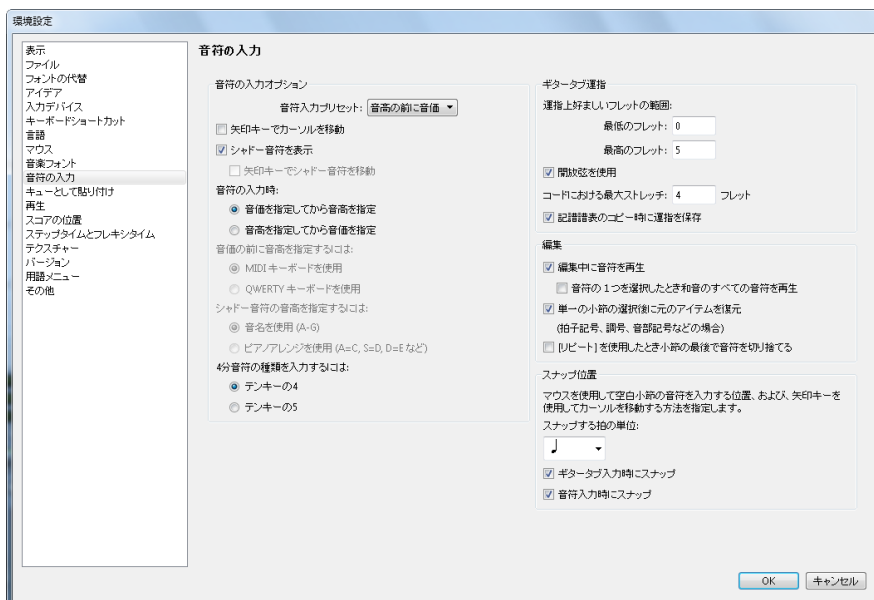 環境設定
表示
ファイル
フォントの代替
アイデア
入力デバイス
キーボードショートカット
言語
マウス
音楽フォント
音符の入力
キューとして貼り付け
再生
スコアの位置
ステップタイムとフレキシタイム
テクスチャー
バージョン
用語メニュー
その他
音符の入力
音符の入力オプション
音符入力プリセット: 音高の前に音価
矢印キーでカーソルを移動
シャドー音符を表示
矢印キーでシャドー音符を移動
音符の入力時:
音価を指定してから音高を指定
音高を指定してから音価を指定
音価の前に音高を指定するには:
MIDI キーボードを使用
QWERTY キーボードを使用
シャドー音符の音高を指定するには:
音名を使用 (A-G)
ピアノアレンジを使用 (A=C, S=D, D=E など)
4分音符の種類を入力するには:
テンキーの4
テンキーの5
ギタータブ運指
運指上好ましいフレットの範囲:
最低のフレット: 0
最高のフレット: 5
開放弦を使用
コードにおける最大ストレッチ: 4 フレット
記譜譜表のコピー時に運指を保存
編集
編集中に音符を再生
音符の1つを選択したとき和音のすべての音符を再生
単一の小節の選択後に元のアイテムを復元
(拍子記号、調号、音部記号などの場合)
[リピート] を使用したとき小節の最後で音符を切り捨てる
スナップ位置
マウスを使用して空白小節の音符を入力する位置、および、矢印キーを
使用してカーソルを移動する方法を指定します。
スナップする拍の単位:
ギタータブ入力時にスナップ
音符入力時にスナップ
OK
キャンセル